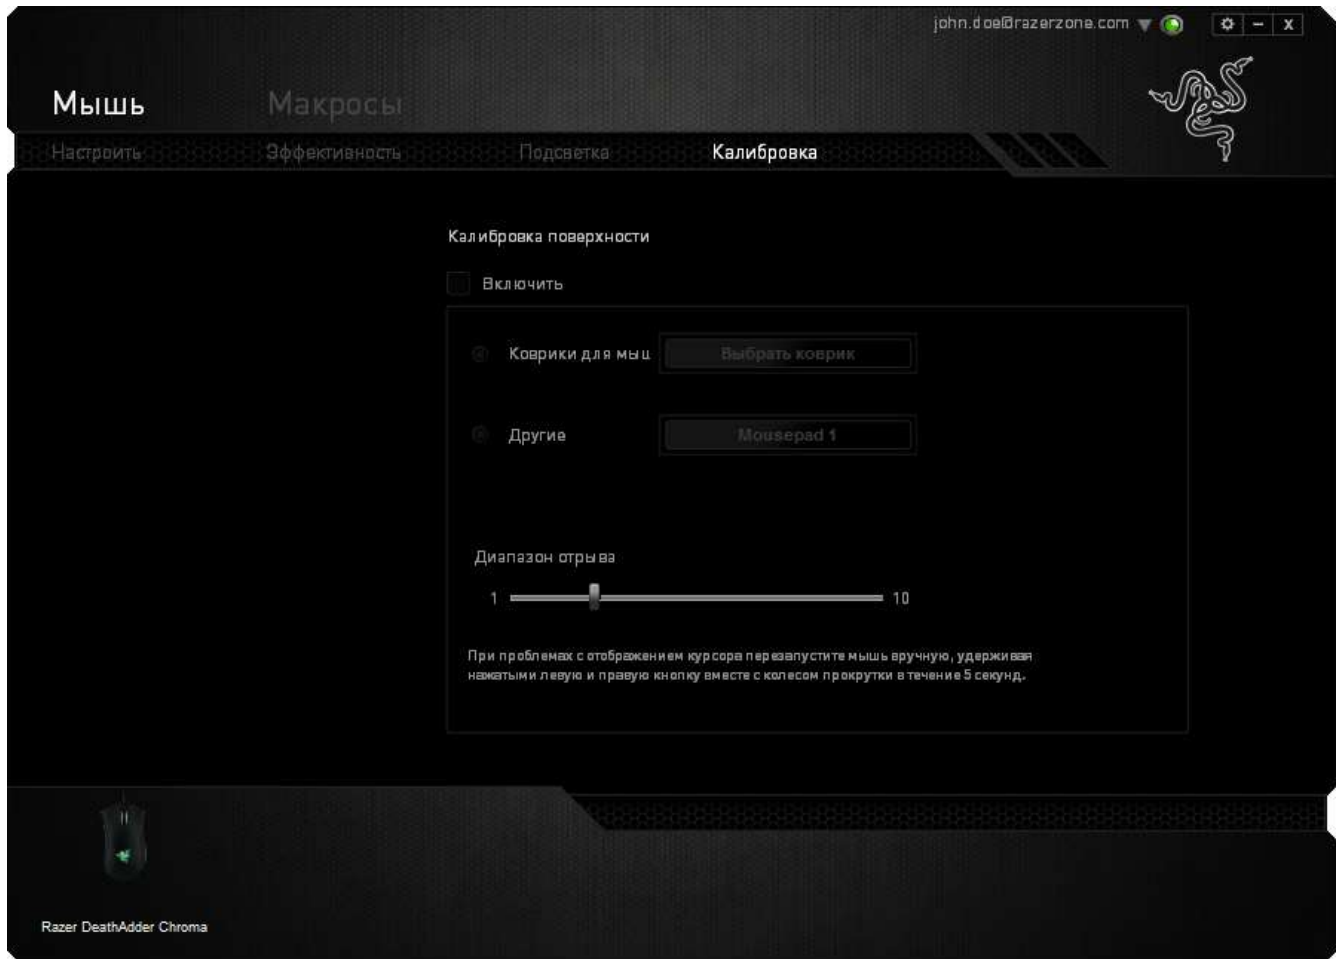 john.doe@razerzone.com
Мышь Макросы
Настроить Эффективность Подсветка Калибровка
Калибровка поверхности
Включить
Коврики для мыш Выбрать коврик
Другие Mousepad 1
Диапазон отрыва
1 10
При проблемах с отображением курсора перезапустите мышь вручную, удерживая
нажатыми левую и правую кнопку вместе с колесом прокрутки в течение 5 секунд.
Razer DeathAdder Chroma